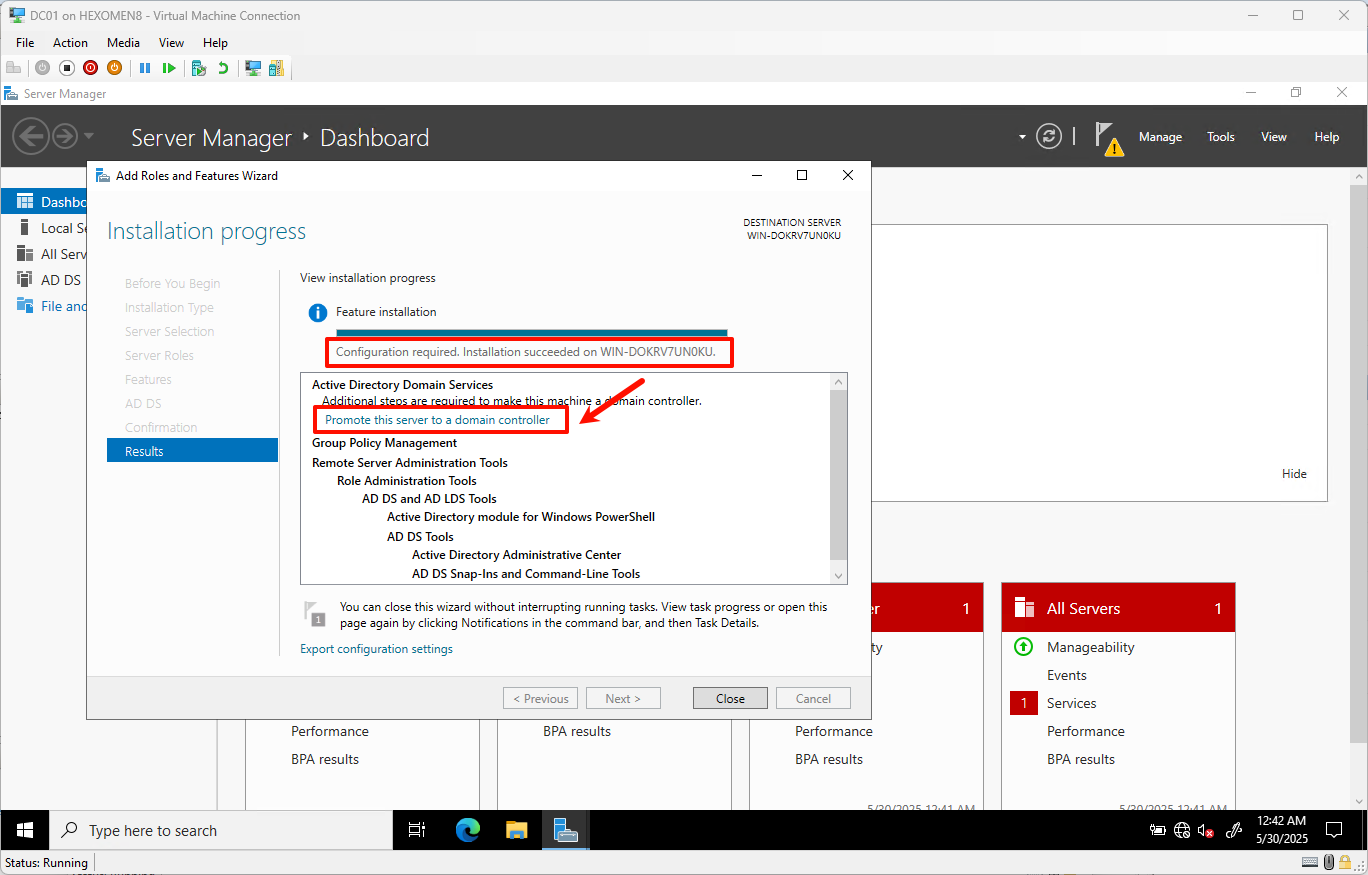 DC01 on HEXOMEN8 - Virtual Machine Connection
File Action Media View Help
Server Manager
Server Manager Dashboard
Manage Tools View Help
Add Roles and Features Wizard
Installation progress
DESTINATION SERVER
WIN-DOKRV7UN0KU
Dashbo
Local Se
All Serv
AD DS
File and
Before You Begin
Installation Type
Server Selection
Server Roles
Features
AD DS
Confirmation
Results
View installation progress
Feature installation
Configuration required. Installation succeeded on WIN-DOKRV7UN0KU.
Active Directory Domain Services
Additional steps are required to make this machine a domain controller.
Promote this server to a domain controller
Group Policy Management
Remote Server Administration Tools
Role Administration Tools
AD DS and AD LDS Tools
Active Directory module for Windows PowerShell
AD DS Tools
Active Directory Administrative Center
AD DS Snap-Ins and Command-Line Tools
1
You can close this wizard without interrupting running tasks. View task progress or open this
page again by clicking Notifications in the command bar, and then Task Details.
Export configuration settings
< Previous Next > Close Cancel
Hide
er 1
ty
All Servers 1
Manageability
Events
1 Services
Performance
BPA results
Performance
BPA results
BPA results
Performance
BPA results
5/30/2025 12:41 AM
5/30/2025 12:41 AM
Type here to search
12:42 AM
5/30/2025
Status: Running